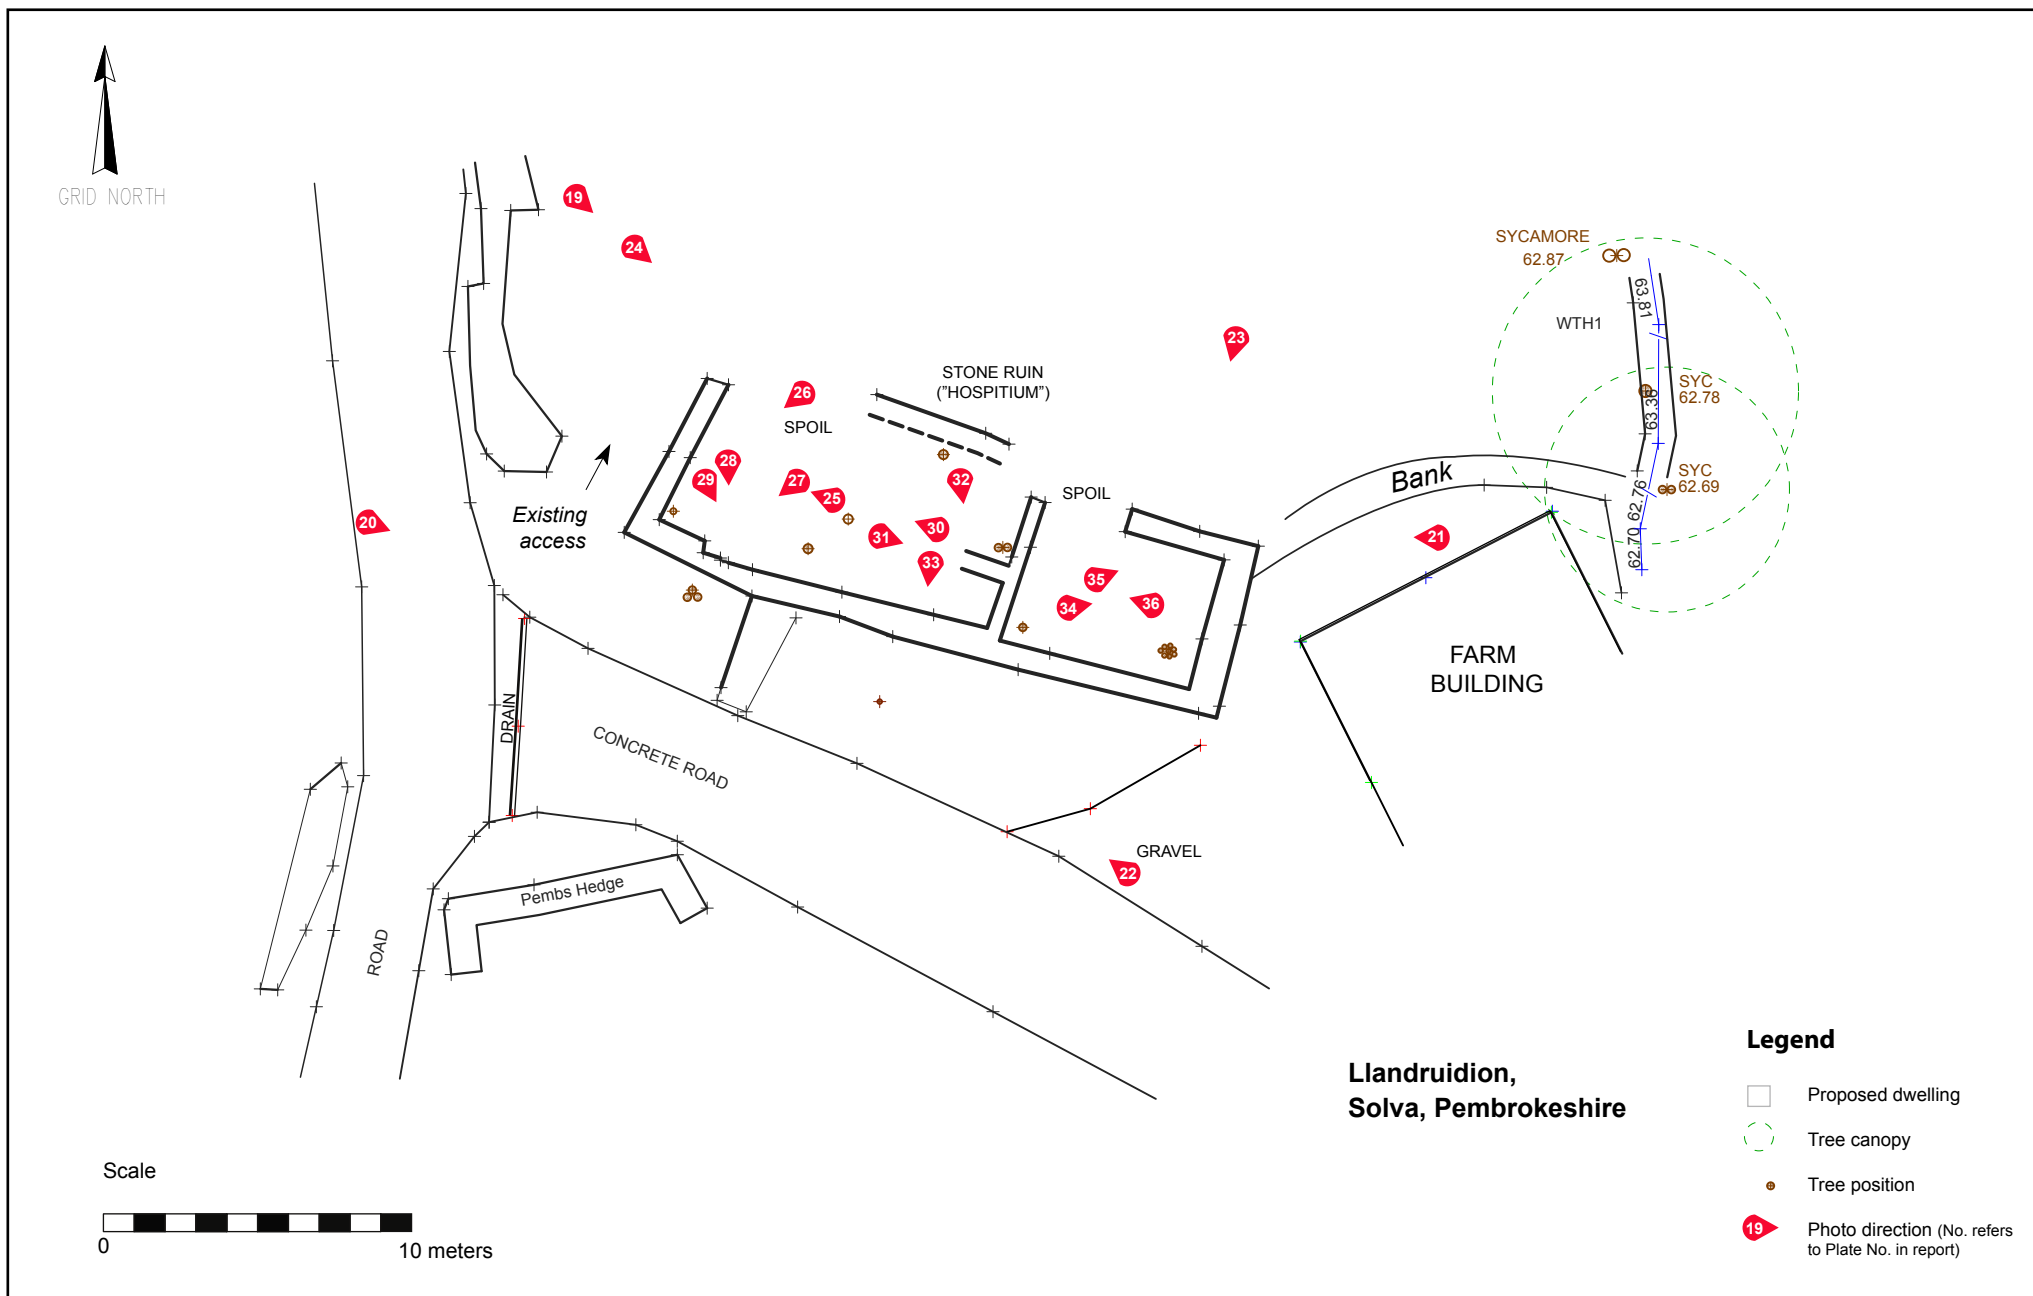 GRID NORTH
19
24
SYCAMORE
62.87
63.81
WTH1
23
STONE RUIN
("HOSPITIUM")
SYC
62.78
63.36
26
SPOIL
28
29
27
25
32
SPOIL
Bank
SYC
62.69
62.76
62.70
20
Existing
access
31
30
33
21
35
34
36
FARM
BUILDING
DRAIN
CONCRETE ROAD
GRAVEL
22
Pembs Hedge
ROAD
Llandruidion,
Solva, Pembrokeshire
Legend
Proposed dwelling
Tree canopy
Tree position
19
Photo direction (No. refers
to Plate No. in report)
Scale
0
10 meters